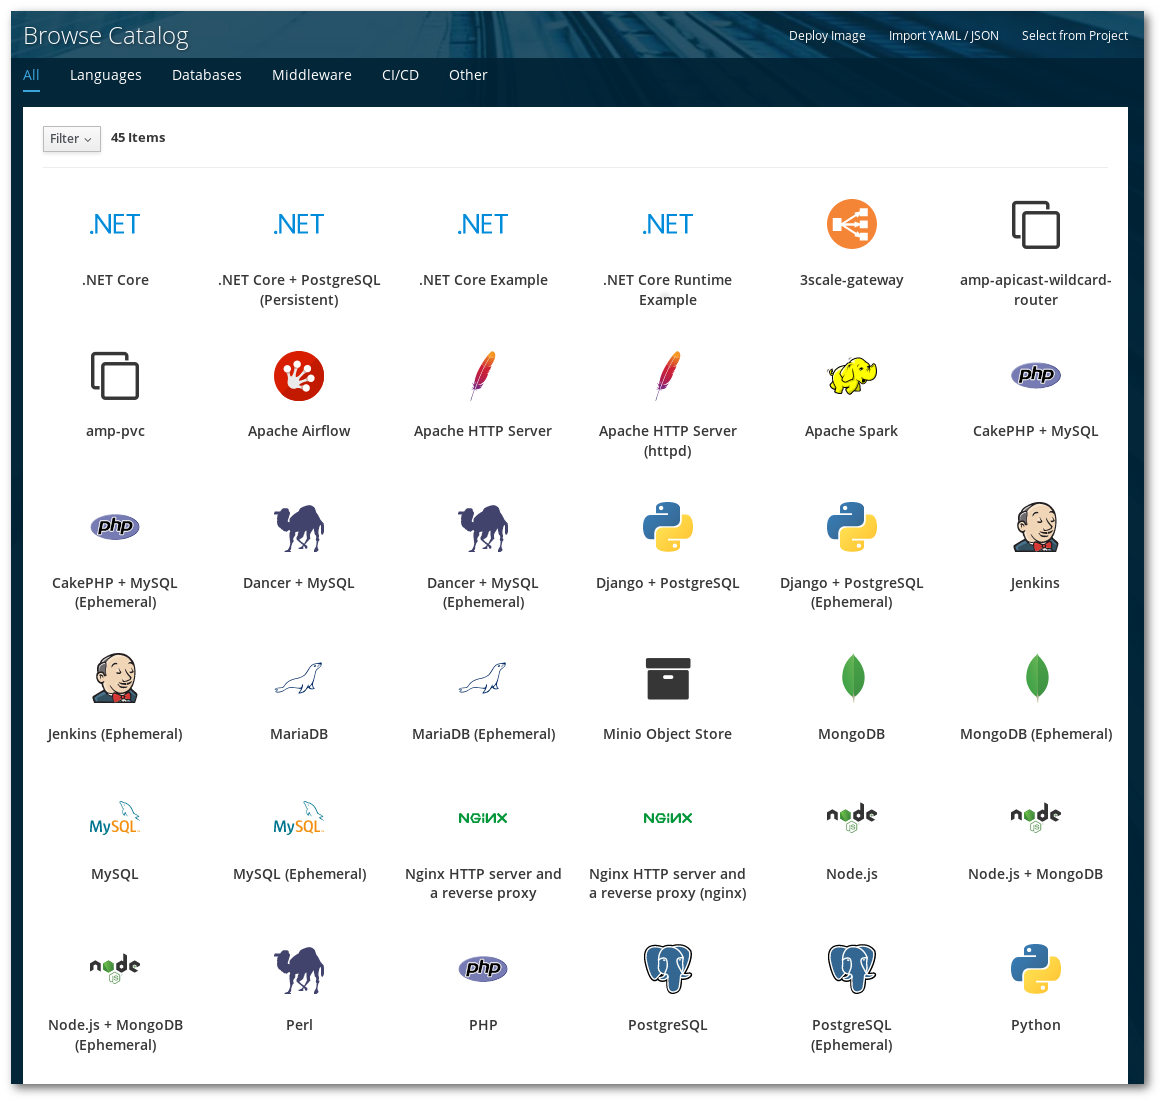 Browse Catalog
Deploy Image Import YAML / JSON Select from Project
All Languages Databases Middleware CI/CD Other
Filter 45 Items
.NET .NET .NET .NET
.NET Core .NET Core + PostgreSQL .NET Core Example .NET Core Runtime 3scale-gateway amp-apicast-wildcard-
(Persistent) Example router
php
amp-pvc Apache Airflow Apache HTTP Server Apache HTTP Server Apache Spark CakePHP + MySQL
(httpd)
php
CakePHP + MySQL Dancer + MySQL Dancer + MySQL Django + PostgreSQL Django + PostgreSQL Jenkins
(Ephemeral) (Ephemeral) (Ephemeral)
Jenkins (Ephemeral) MariaDB MariaDB (Ephemeral) Minio Object Store MongoDB MongoDB (Ephemeral)
MySQL MySQL NGINX NGINX node JS node JS
MySQL MySQL (Ephemeral) Nginx HTTP server and Nginx HTTP server and Node.js Node.js + MongoDB
a reverse proxy a reverse proxy (nginx)
node JS php
Node.js + MongoDB Perl PHP PostgreSQL PostgreSQL Python
(Ephemeral) (Ephemeral)